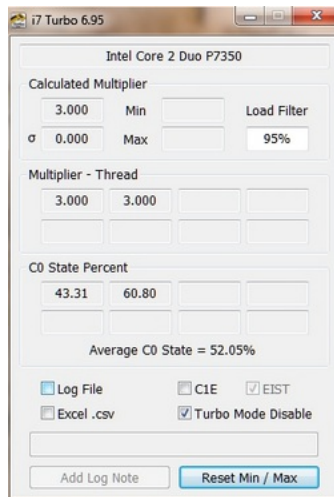 i7 Turbo 6.95
Intel Core 2 Duo P7350
Calculated Multiplier
3.000 Min Load Filter
σ 0.000 Max 95%
Multiplier - Thread
3.000 3.000
C0 State Percent
43.31 60.80
Average C0 State = 52.05%
Log File C1E EIST
Excel .csv Turbo Mode Disable
Add Log Note Reset Min / Max